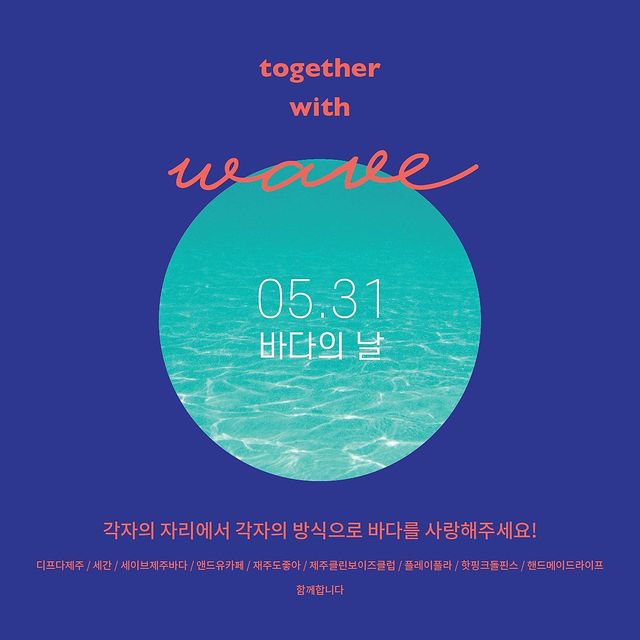 together
with
wave
05.31
바다의 날
각자의 자리에서 각자의 방식으로 바다를 사랑해주세요!
디프다제주 / 세간 / 세이브제주바다 / 앤드유카페 / 재주도좋아 / 제주클린보이즈클럽 / 플레이플라 / 핫핑크돌핀스 / 핸드메이드라이프
함께합니다